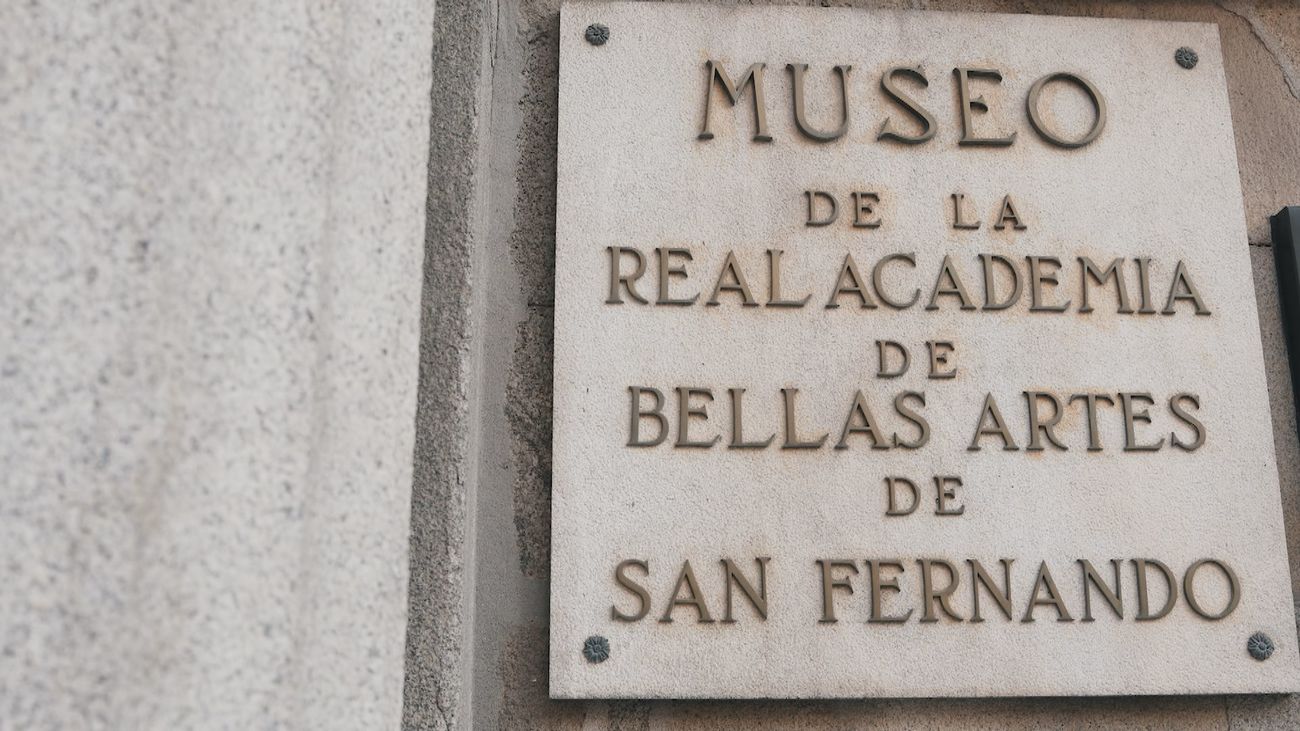 MUSEO
DE LA
REAL ACADEMIA
DE
BELLAS ARTES
DE
SAN FERNANDO